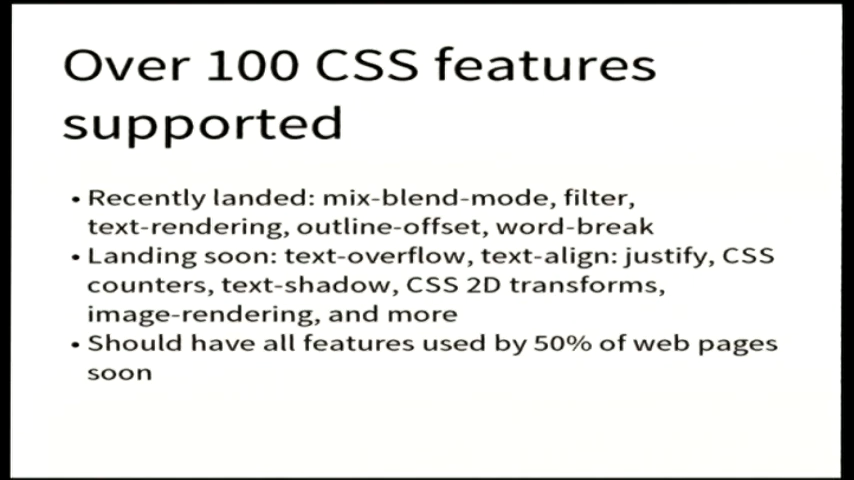 Over 100 CSS features
supported
• Recently landed: mix-blend-mode, filter,
text-rendering, outline-offset, word-break
• Landing soon: text-overflow, text-align: justify, CSS
counters, text-shadow, CSS 2D transforms,
image-rendering, and more
• Should have all features used by 50% of web pages
soon